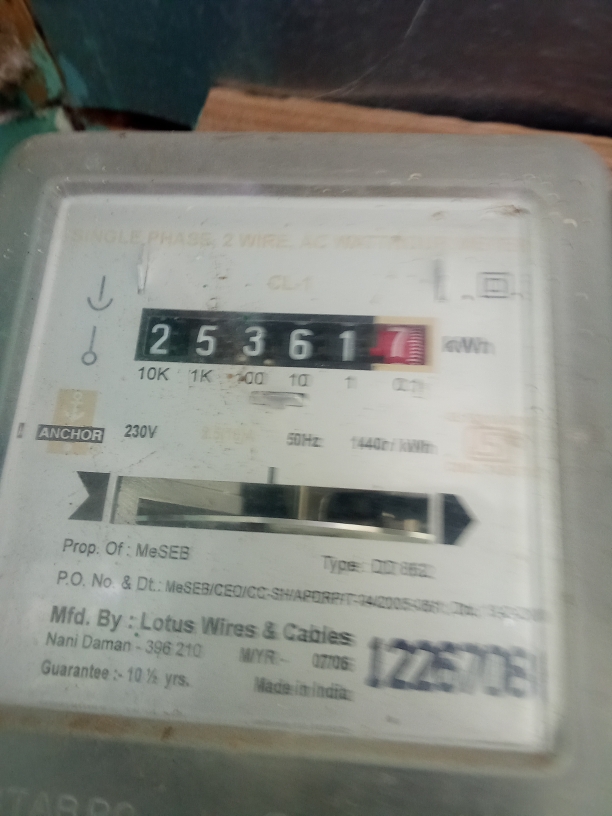 SINGLE PHASE, 2 WIRE, AC WATTHOUR METER
CL-1
2 5 3 6 1 7 kWh
10K 1K 100 10 1
ANCHOR 230V 50Hz 1440r/kWh
Prop. Of : MeSEB
Type:
P.O. No. & Dt.: MeSEB/CEO/CC-SH/APDRP/
Mfd. By : Lotus Wires & Cables
Nani Daman - 396 210 M/YR:- 07/06
Guarantee :- 10 ½ yrs. Made in India